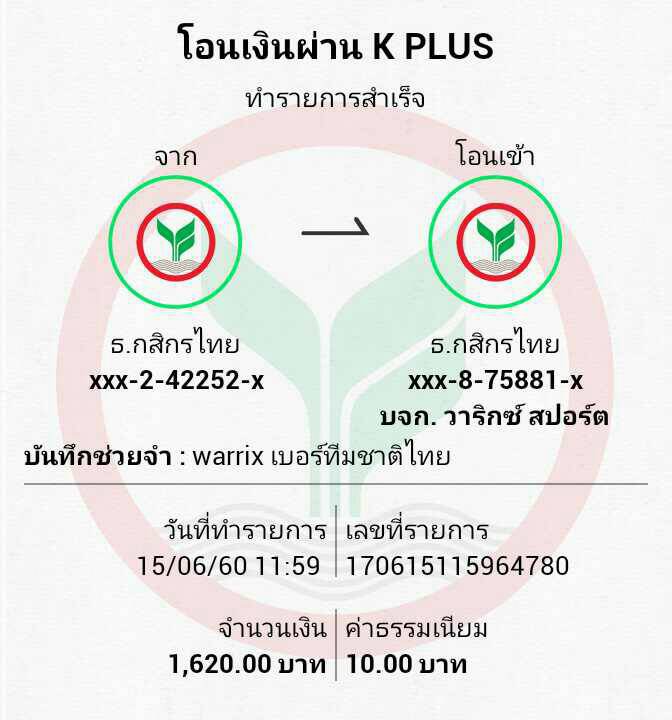 โอนเงินผ่าน K PLUS
ทำรายการสำเร็จ
จาก
โอนเข้า
ธ.กสิกรไทย
xxx-2-42252-x
ธ.กสิกรไทย
xxx-8-75881-x
บจก. วาริกซ์ สปอร์ต
บันทึกช่วยจำ : warrix เบอร์ทีมชาติไทย
วันที่ทำรายการ
15/06/60 11:59
เลขที่รายการ
170615115964780
จำนวนเงิน
1,620.00 บาท
ค่าธรรมเนียม
10.00 บาท